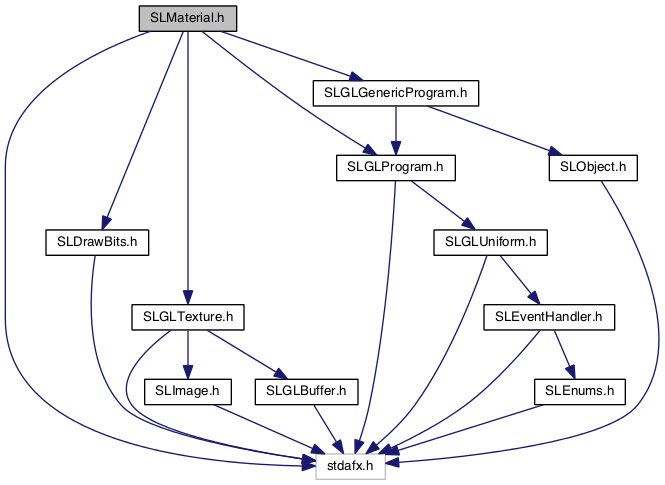 SLMaterial.h
SLGLGenericProgram.h
SLGLProgram.h
SLObject.h
SLDrawBits.h
SLGLUniform.h
SLGLTexture.h
SLEventHandler.h
SLImage.h
SLGLBuffer.h
SLEnums.h
stdafx.h